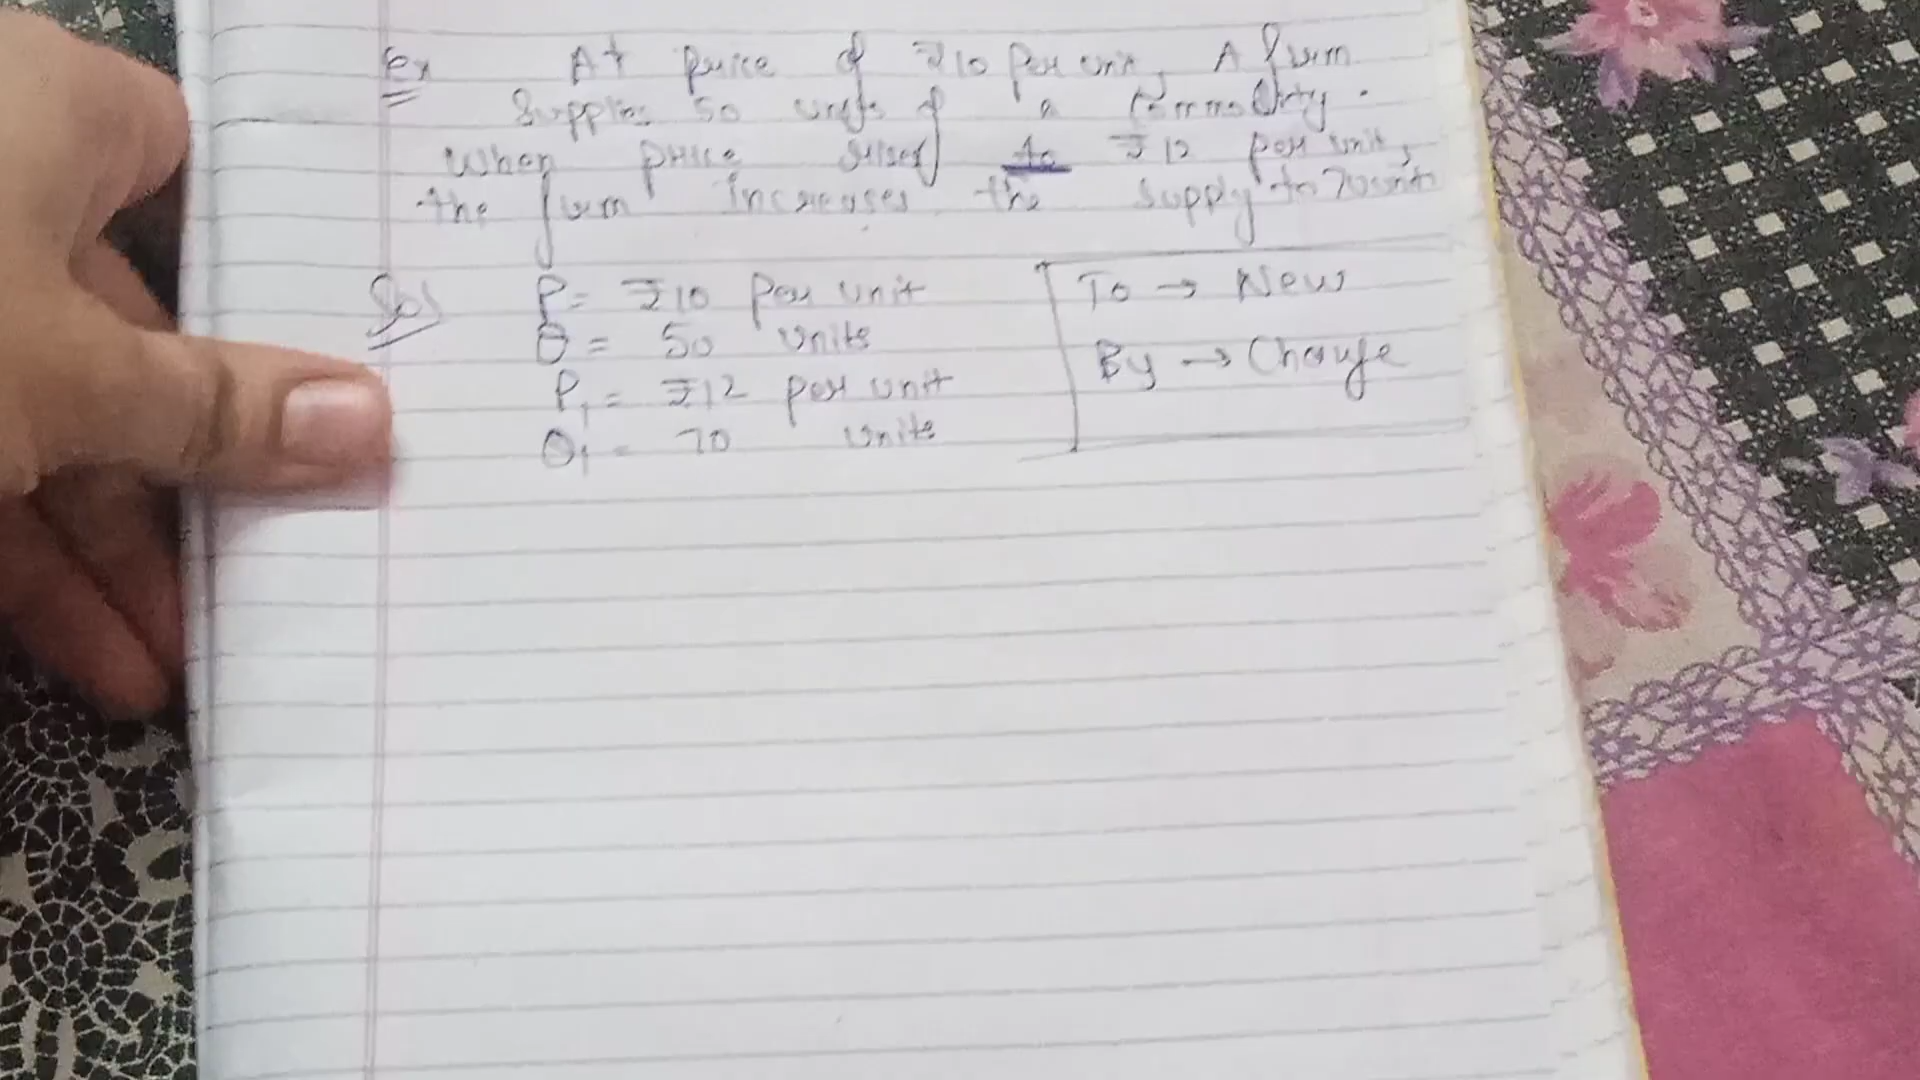 Ex At price of ₹10 per unit, A firm
Supplies 50 units of a Commodity.
When price rises to ₹12 per unit,
the firm increases the supply to 70 units
Sol P = ₹10 per unit
Q = 50 units
P1 = ₹12 per unit
Q1 = 70 units
To → New
By → Change